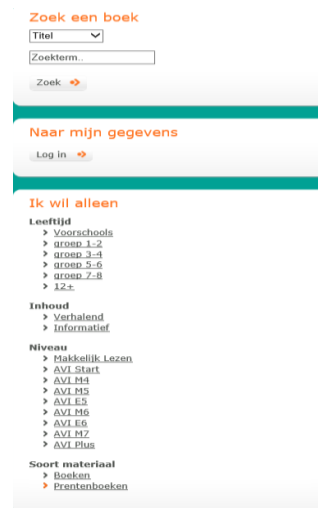 Zoek een boek
Titel
Zoekterm..
Zoek
Naar mijn gegevens
Log in
Ik wil alleen
Leeftijd
Voorschools
groep 1-2
groep 3-4
groep 5-6
groep 7-8
12+
Inhoud
Verhalend
Informatief
Niveau
Makkelijk Lezen
AVI Start
AVI M4
AVI M5
AVI E5
AVI M6
AVI E6
AVI M7
AVI Plus
Soort materiaal
Boeken
Prentenboeken